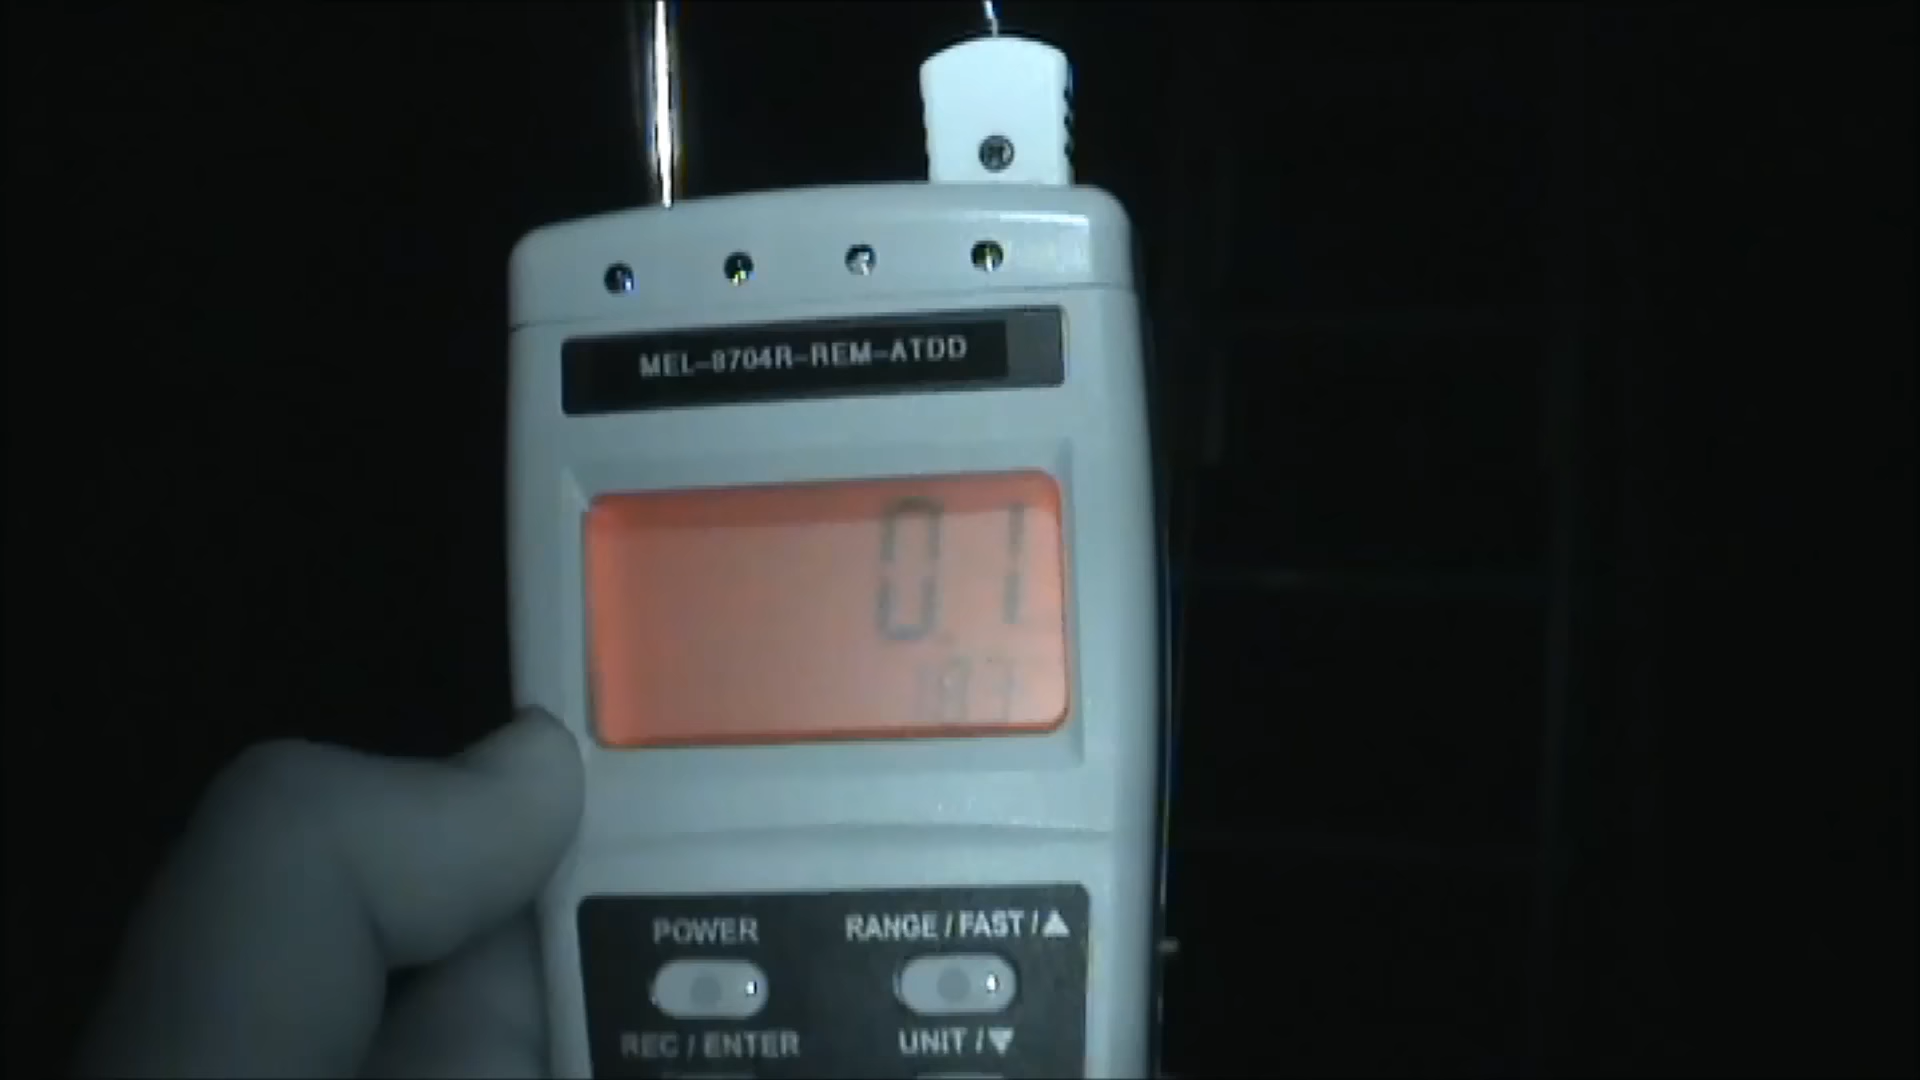 MEL-8704R-REM-ATDD
0.1
POWER
RANGE / FAST / ▲
REC / ENTER
UNIT / ▼